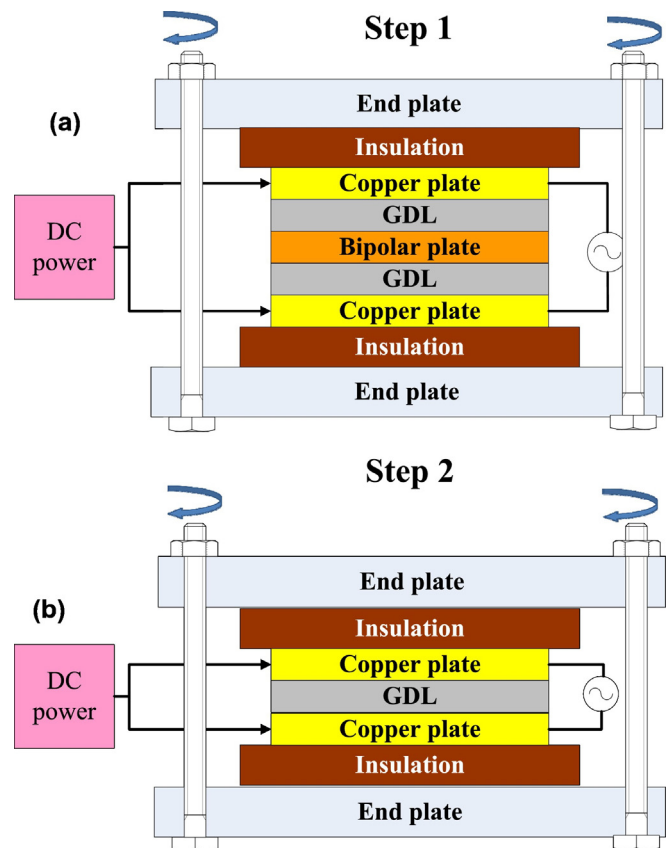 Step 1
(a)
End plate
Insulation
Copper plate
GDL
Bipolar plate
GDL
Copper plate
Insulation
End plate
DC
power
Step 2
(b)
End plate
Insulation
Copper plate
GDL
Copper plate
Insulation
End plate
DC
power